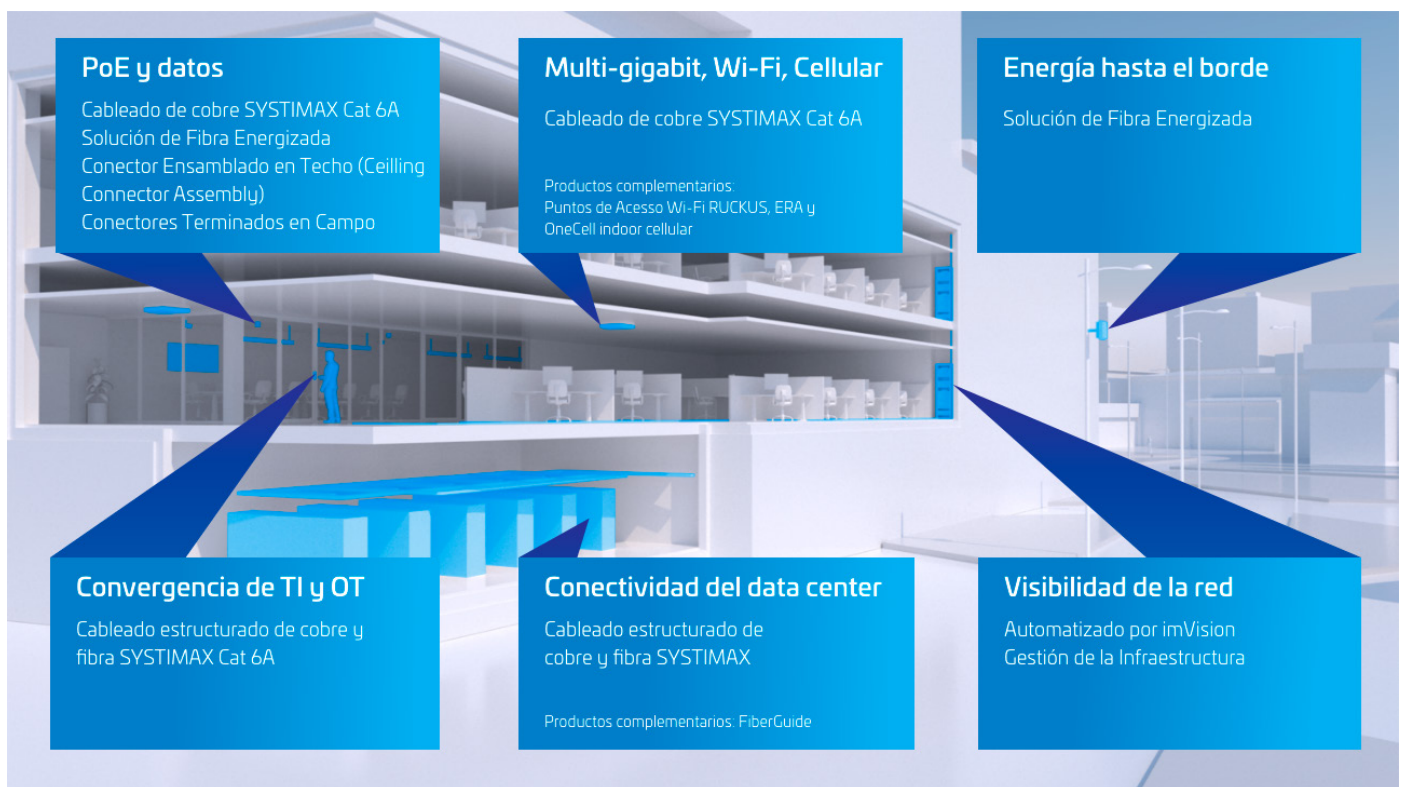 PoE y datos
Cableado de cobre SYSTIMAX Cat 6A
Solución de Fibra Energizada
Conector Ensamblado en Techo (Ceilling
Connector Assembly)
Conectores Terminados en Campo
Multi-gigabit, Wi-Fi, Cellular
Cableado de cobre SYSTIMAX Cat 6A
Productos complementarios:
Puntos de Acesso Wi-Fi RUCKUS, ERA y
OneCell indoor cellular
Energía hasta el borde
Solución de Fibra Energizada
Convergencia de TI y OT
Cableado estructurado de cobre y
fibra SYSTIMAX Cat 6A
Conectividad del data center
Cableado estructurado de
cobre y fibra SYSTIMAX
Productos complementarios: FiberGuide
Visibilidad de la red
Automatizado por imVision
Gestión de la Infraestructura